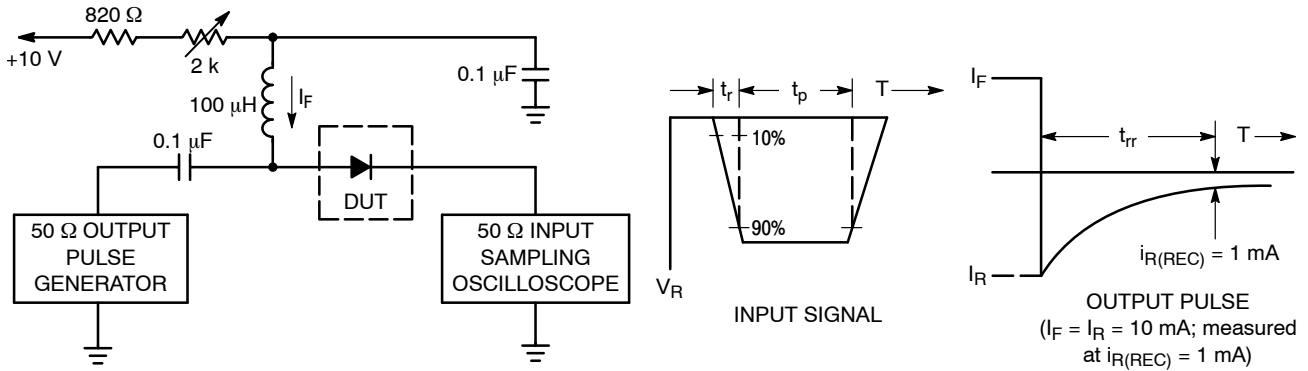 820 Ω
+10 V
2 k
100 μH
I_F
0.1 μF
0.1 μF
DUT
50 Ω OUTPUT
PULSE
GENERATOR
50 Ω INPUT
SAMPLING
OSCILLOSCOPE
t_r
t_p
T
10%
90%
V_R
INPUT SIGNAL
I_F
t_rr
T
i_R(REC) = 1 mA
I_R
OUTPUT PULSE
(I_F = I_R = 10 mA; measured
at i_R(REC) = 1 mA)